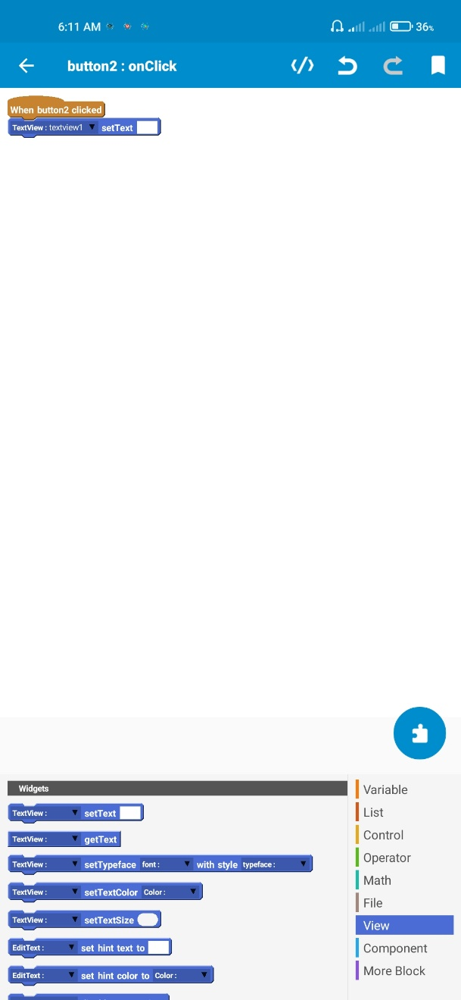 6:11 AM 36%
button2 : onClick </>
When button2 clicked
TextView : textview1 setText
Widgets
TextView : setText
TextView : getText
TextView : setTypeface font : with style typeface :
TextView : setTextColor Color :
TextView : setTextSize
EditText : set hint text to
EditText : set hint color to Color :
Variable
List
Control
Operator
Math
File
View
Component
More Block